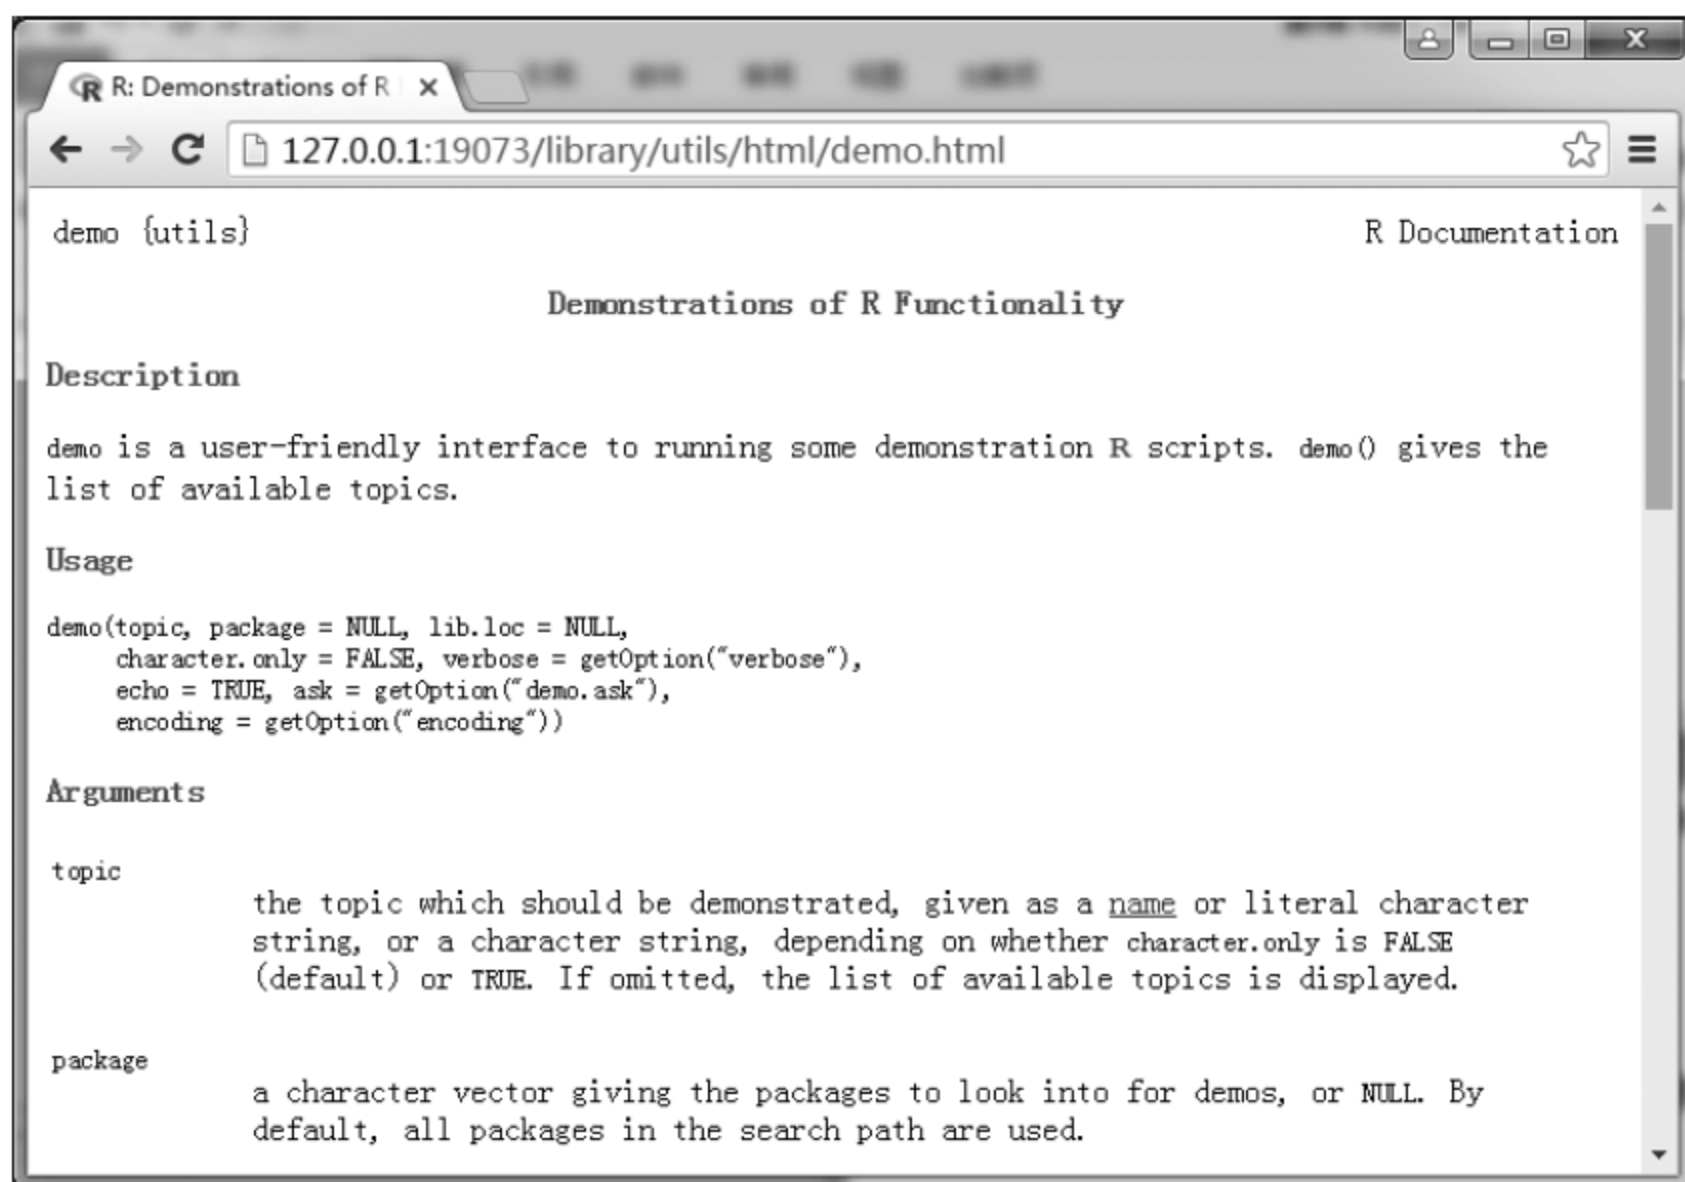 R: Demonstrations of R
127.0.0.1:19073/library/utils/html/demo.html
demo {utils}
R Documentation
Demonstrations of R Functionality
Description
demo is a user-friendly interface to running some demonstration R scripts. demo() gives the
list of available topics.
Usage
demo(topic, package = NULL, lib.loc = NULL,
character.only = FALSE, verbose = getOption("verbose"),
echo = TRUE, ask = getOption("demo.ask"),
encoding = getOption("encoding"))
Arguments
topic
the topic which should be demonstrated, given as a name or literal character
string, or a character string, depending on whether character.only is FALSE
(default) or TRUE. If omitted, the list of available topics is displayed.
package
a character vector giving the packages to look into for demos, or NULL. By
default, all packages in the search path are used.